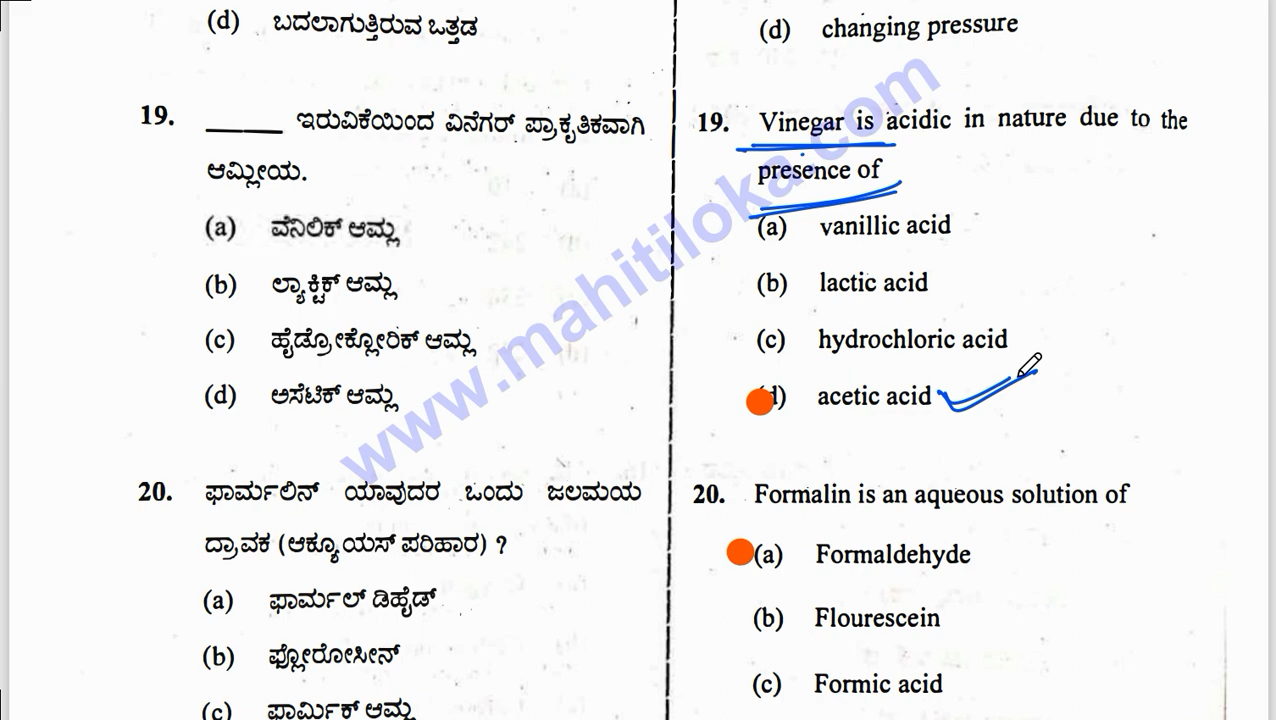 (d) ಬದಲಾಗುತ್ತಿರುವ ಒತ್ತಡ
19. _____ ಇರುವಿಕೆಯಿಂದ ವಿನೆಗರ್ ಪ್ರಾಕೃತಿಕವಾಗಿ
ಆಮ್ಲೀಯ.
(a) ವೆನಿಲಿಕ್ ಆಮ್ಲ
(b) ಲ್ಯಾಕ್ಟಿಕ್ ಆಮ್ಲ
(c) ಹೈಡ್ರೋಕ್ಲೋರಿಕ್ ಆಮ್ಲ
(d) ಅಸೆಟಿಕ್ ಆಮ್ಲ
20. ಫಾರ್ಮಲಿನ್ ಯಾವುದರ ಒಂದು ಜಲಮಯ
ದ್ರಾವಕ (ಆಕ್ಯೂಯಸ್ ಪರಿಹಾರ) ?
(a) ಫಾರ್ಮಲ್ ಡಿಹೈಡ್
(b) ಫ್ಲೋರೋಸೀನ್
(c) ಫಾರ್ಮಿಕ್ ಆಮ್ಲ
(d) changing pressure
19. Vinegar is acidic in nature due to the
presence of
(a) vanillic acid
(b) lactic acid
(c) hydrochloric acid
(d) acetic acid
20. Formalin is an aqueous solution of
(a) Formaldehyde
(b) Flourescein
(c) Formic acid
www.mahitiloka.com